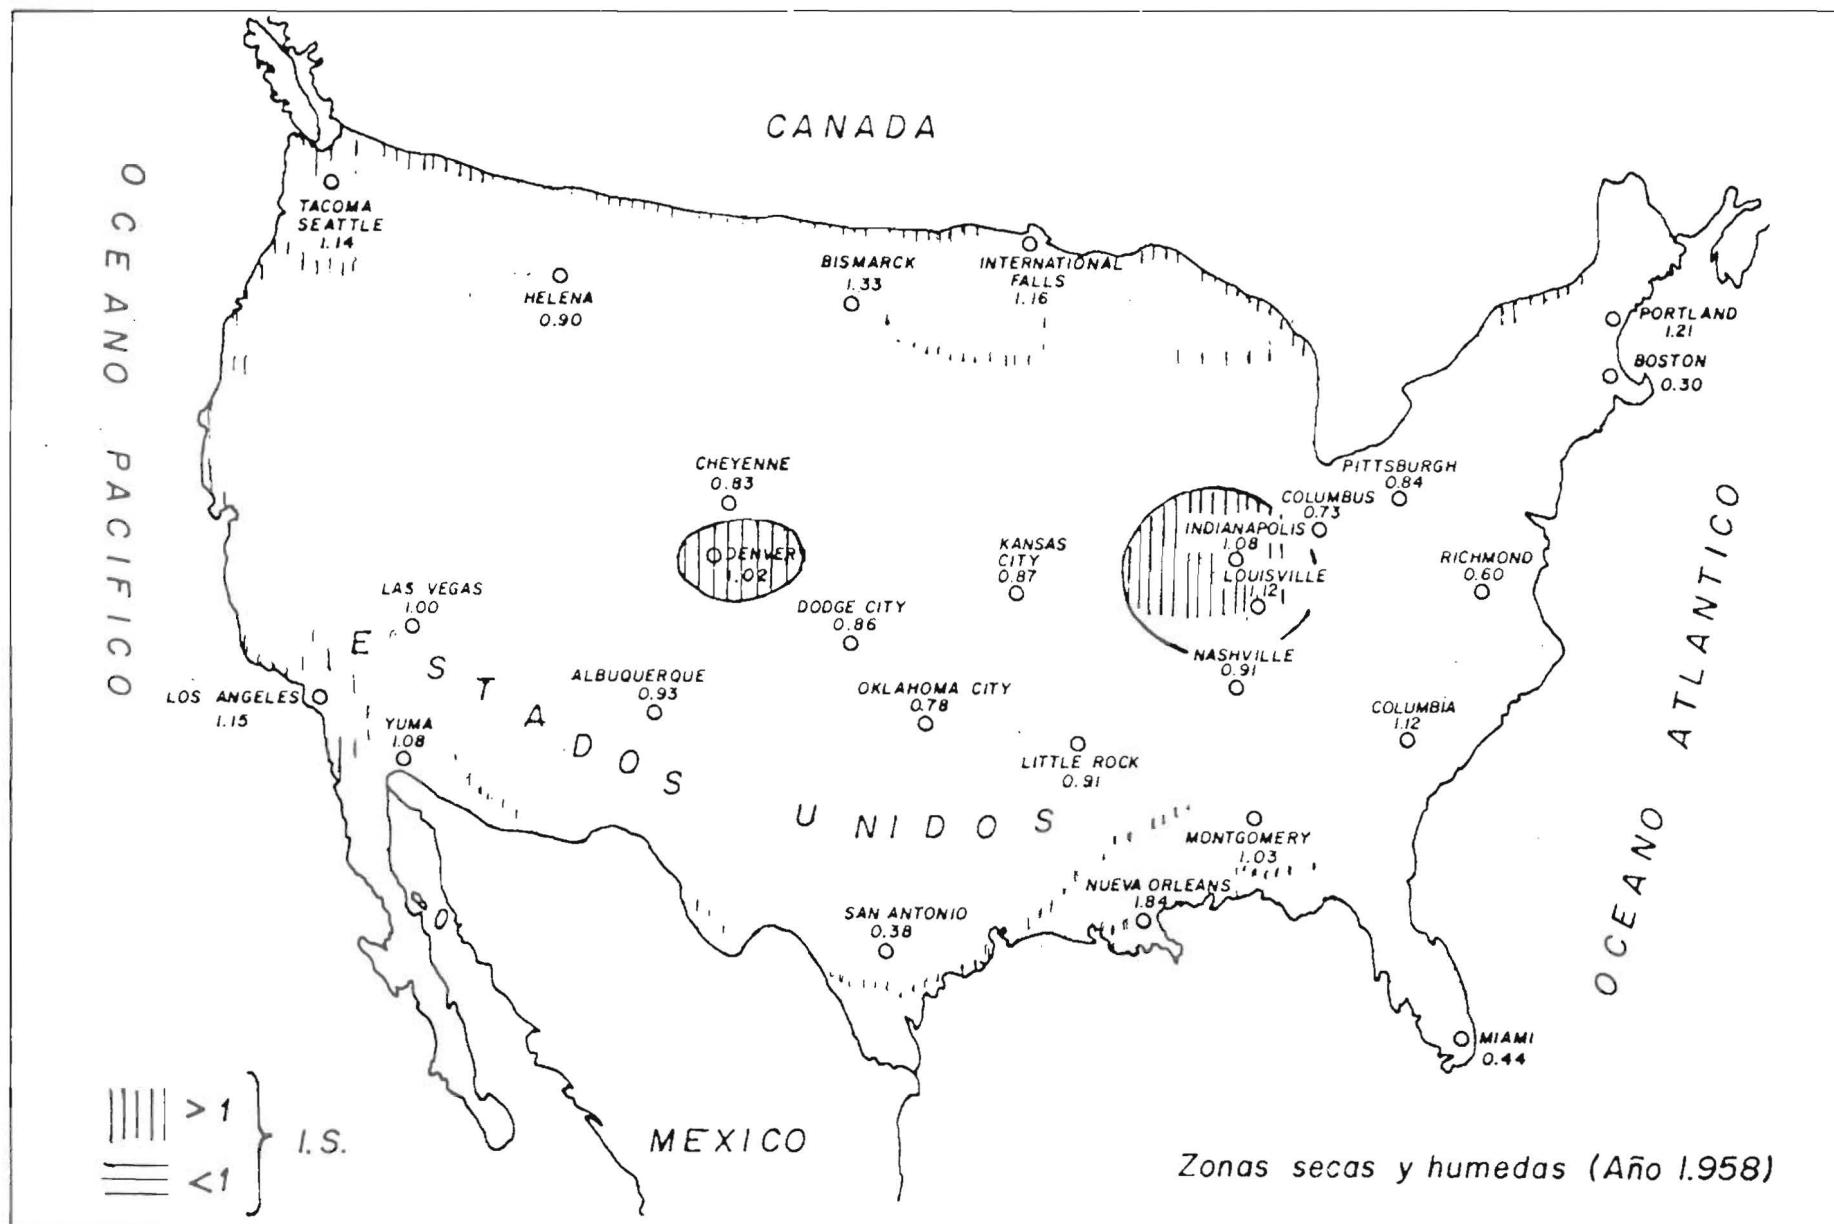 CANADA
OCEANO PACIFICO
TACOMA
SEATTLE
1.14
HELENA
0.90
BISMARCK
1.33
INTERNATIONAL
FALLS
1.16
PORTLAND
1.21
BOSTON
0.30
CHEYENNE
0.83
PITTSBURGH
0.84
COLUMBUS
0.73
INDIANAPOLIS
1.08
DENVER
1.02
KANSAS
CITY
0.87
LOUISVILLE
1.12
RICHMOND
0.60
LAS VEGAS
1.00
DODGE CITY
0.86
NASHVILLE
0.91
ALBUQUERQUE
0.93
OKLAHOMA CITY
0.78
LOS ANGELES
1.15
YUMA
1.08
COLUMBIA
1.12
LITTLE ROCK
0.91
ESTADOS UNIDOS
MONTGOMERY
1.03
NUEVA ORLEANS
1.84
SAN ANTONIO
0.38
OCEANO ATLANTICO
MIAMI
0.44
> 1
< 1
I.S.
MEXICO
Zonas secas y humedas (Año 1.958)